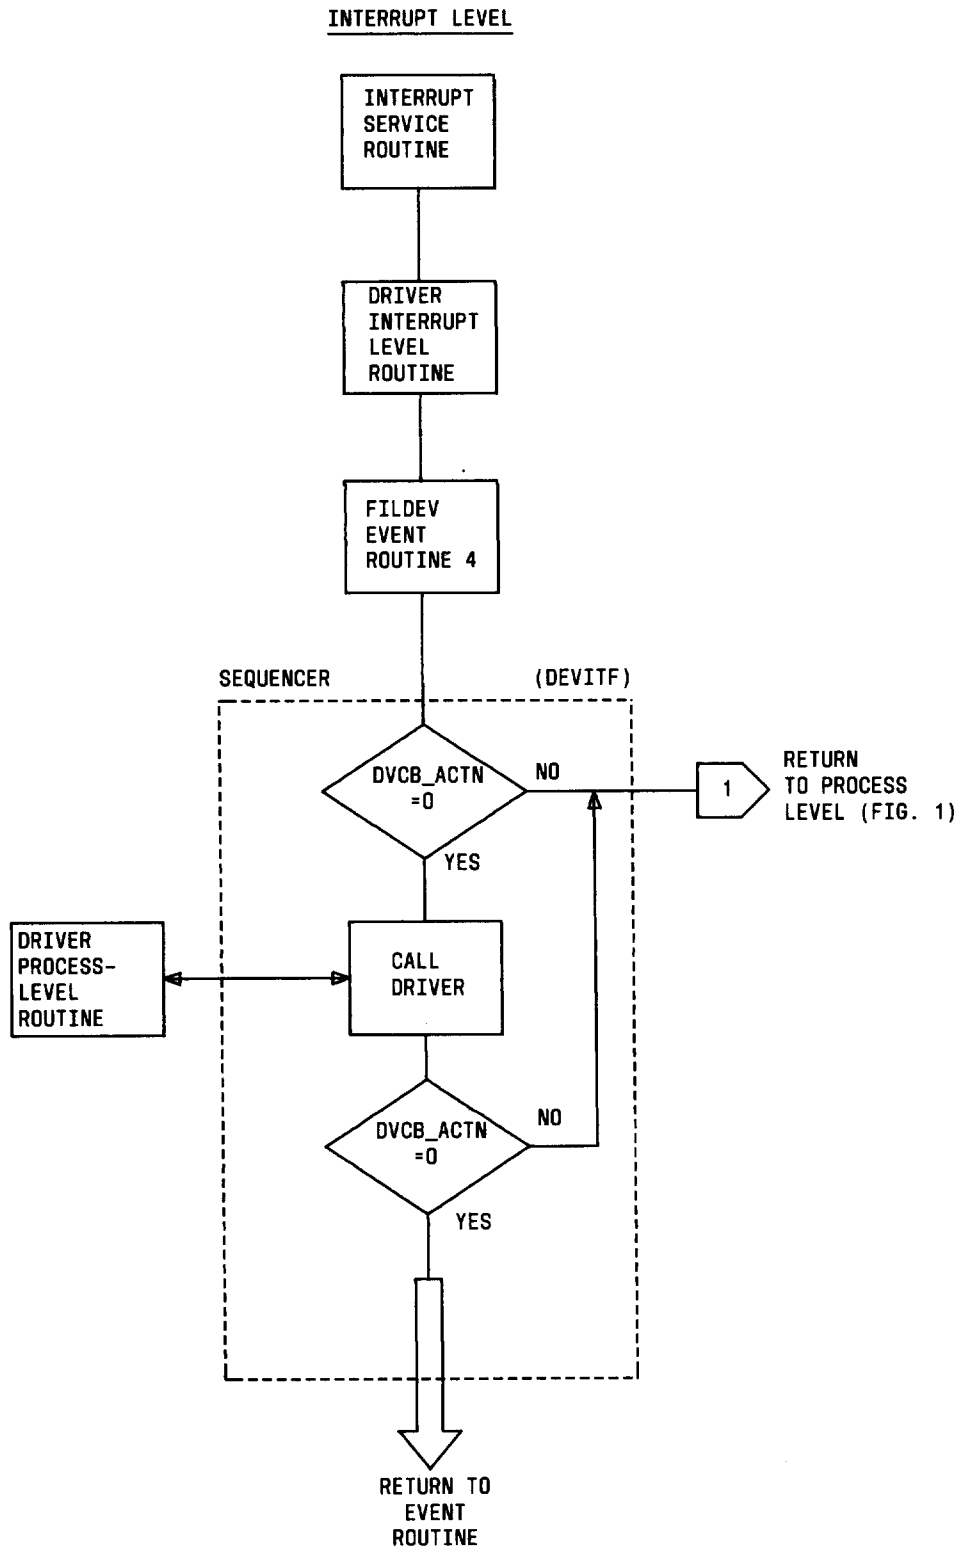 INTERRUPT LEVEL
INTERRUPT
SERVICE
ROUTINE
DRIVER
INTERRUPT
LEVEL
ROUTINE
FILDEV
EVENT
ROUTINE 4
SEQUENCER
(DEVITF)
DVCB_ACTN
=0
NO
1
RETURN
TO PROCESS
LEVEL (FIG. 1)
YES
DRIVER
PROCESS-
LEVEL
ROUTINE
CALL
DRIVER
DVCB_ACTN
=0
NO
YES
RETURN TO
EVENT
ROUTINE